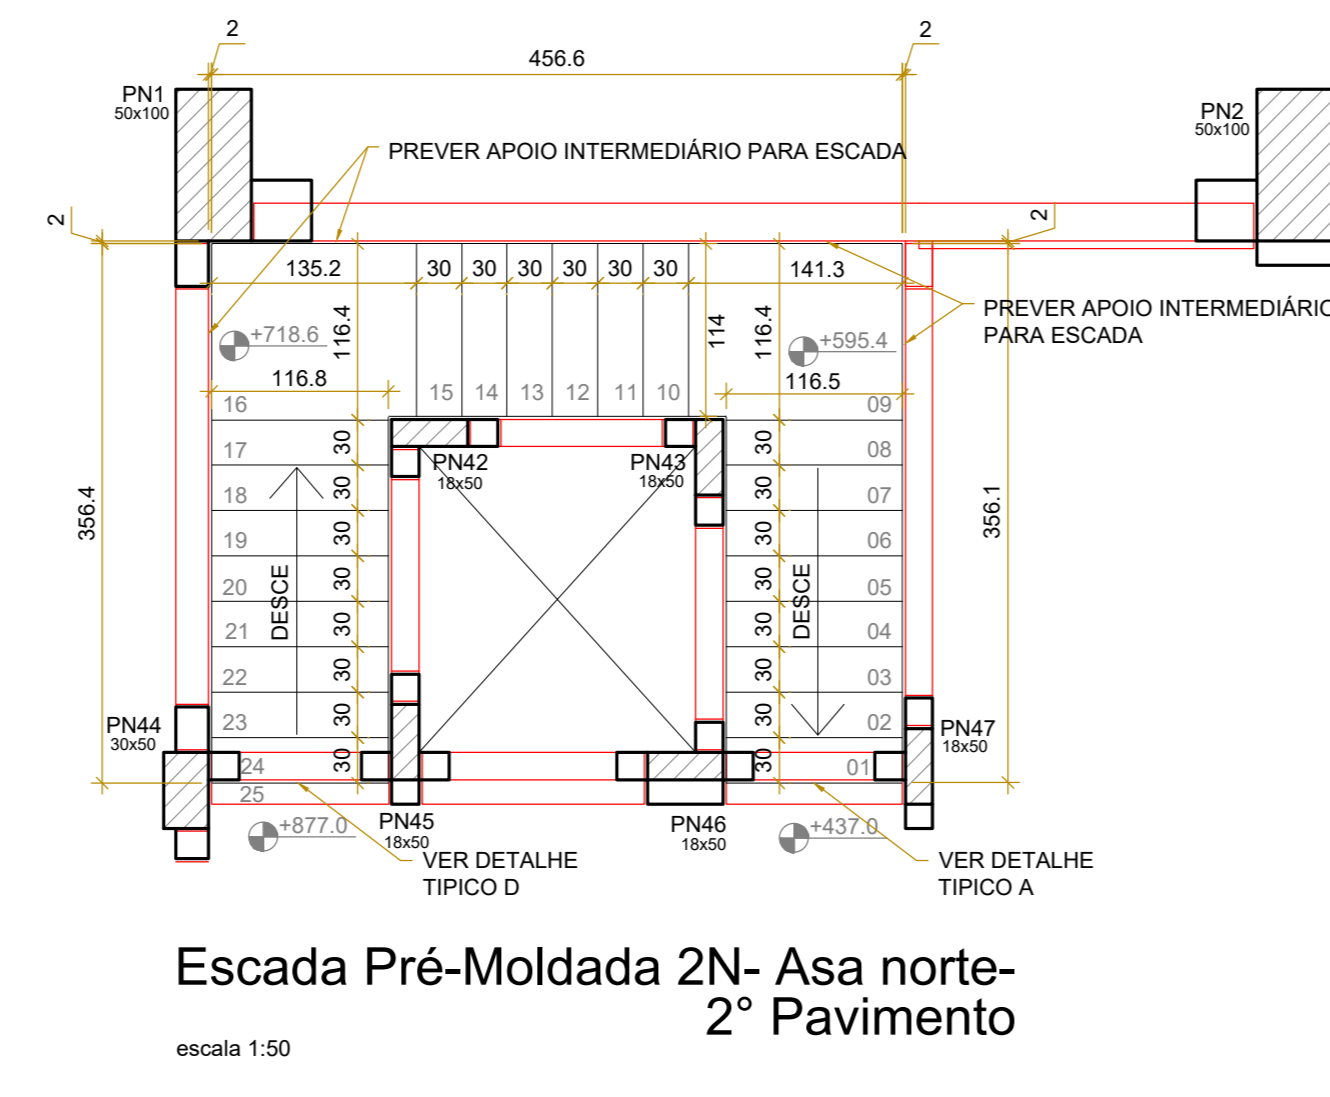 2
2
456.6
PN1
50x100
PN2
50x100
PREVER APOIO INTERMEDIÁRIO PARA ESCADA
2
2
135.2
30
30
30
30
30
30
141.3
PREVER APOIO INTERMEDIÁRIO
PARA ESCADA
+718.6
116.4
114
116.4
+595.4
116.8
116.5
16
15
14
13
12
11
10
09
17
30
PN42
18x50
PN43
18x50
30
08
18
30
30
07
356.4
356.1
19
30
30
06
20
DESCE
30
30
DESCE
05
21
30
30
04
22
30
30
03
23
30
30
02
PN44
30x50
PN47
18x50
24
30
30
01
25
+877.0
PN45
18x50
PN46
18x50
+437.0
VER DETALHE
TIPICO D
VER DETALHE
TIPICO A
Escada Pré-Moldada 2N- Asa norte-
2° Pavimento
escala 1:50